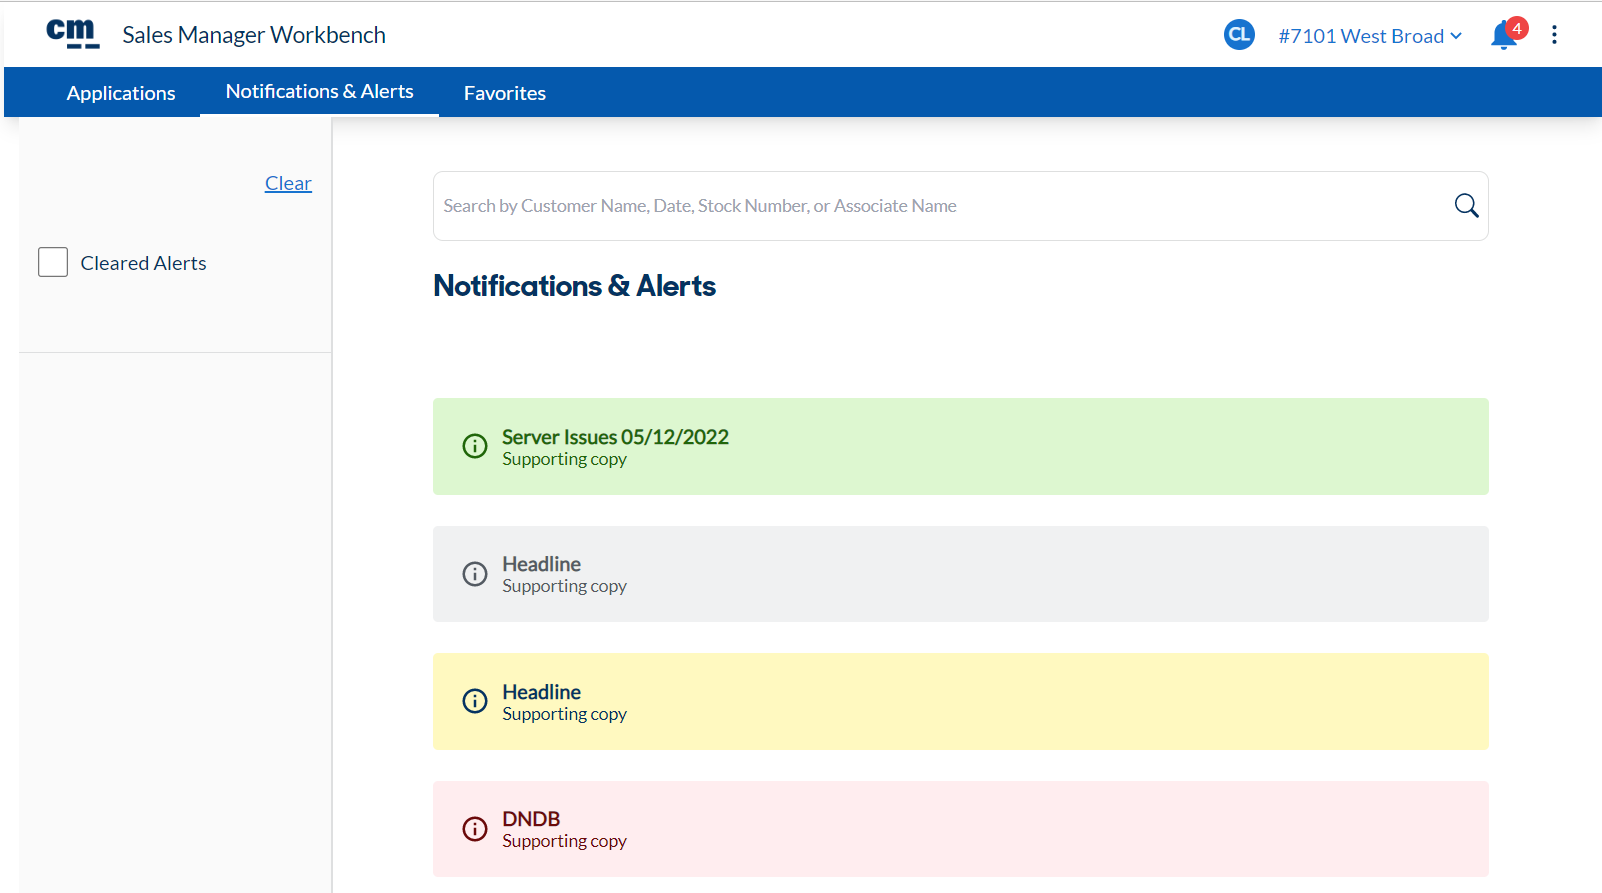 cm Sales Manager Workbench
CL #7101 West Broad 4
Applications Notifications & Alerts Favorites
Clear
Cleared Alerts
Search by Customer Name, Date, Stock Number, or Associate Name
Notifications & Alerts
Server Issues 05/12/2022
Supporting copy
Headline
Supporting copy
Headline
Supporting copy
DNDB
Supporting copy